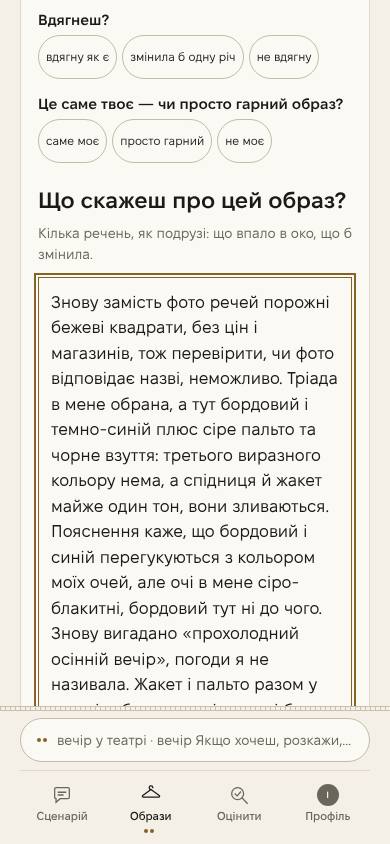 Вдягнеш?
вдягну як є
змінила б одну річ
не вдягну
Це саме твоє — чи просто гарний образ?
саме моє
просто гарний
не моє
Що скажеш про цей образ?
Кілька речень, як подрузі: що впало в око, що б
змінила.
Знову замість фото речей порожні
бежеві квадрати, без цін і
магазинів, тож перевірити, чи фото
відповідає назві, неможливо. Тріада
в мене обрана, а тут бордовий і
темно-синій плюс сіре пальто та
чорне взуття: третього виразного
кольору нема, а спідниця й жакет
майже один тон, вони зливаються.
Пояснення каже, що бордовий і
синій перегукуються з кольором
моїх очей, але очі в мене сіро-
блакитні, бордовий тут ні до чого.
Знову вигадано «прохолодний
осінній вечір», погоди я не
називала. Жакет і пальто разом у
вечір у театрі · вечір Якщо хочеш, розкажи,...
Сценарій
Образи
Оцінити
І
Профіль